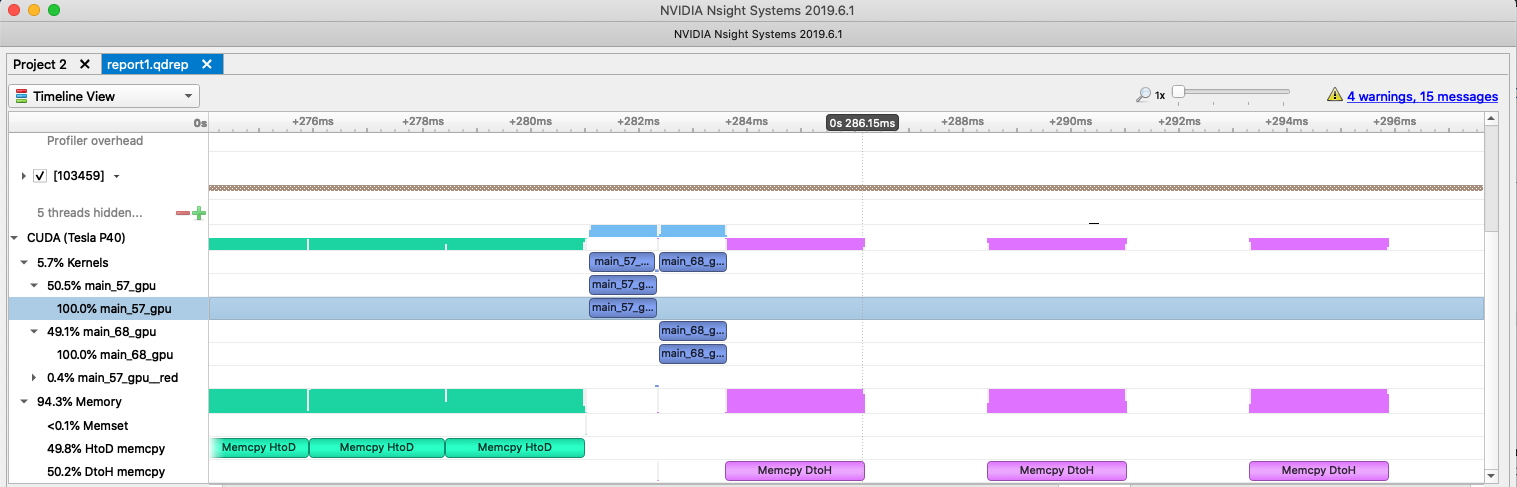 NVIDIA Nsight Systems 2019.6.1
NVIDIA Nsight Systems 2019.6.1
Project 2 report1.qdrep
Timeline View 1x 4 warnings, 15 messages
0s +276ms +278ms +280ms +282ms +284ms 0s 286.15ms +288ms +290ms +292ms +294ms +296ms
Profiler overhead
[103459]
5 threads hidden...
CUDA (Tesla P40)
5.7% Kernels main_57_... main_68_g...
50.5% main_57_gpu main_57_g...
100.0% main_57_gpu main_57_g...
49.1% main_68_gpu main_68_g...
100.0% main_68_gpu main_68_g...
0.4% main_57_gpu__red
94.3% Memory
<0.1% Memset
49.8% HtoD memcpy Memcpy HtoD Memcpy HtoD Memcpy HtoD
50.2% DtoH memcpy Memcpy DtoH Memcpy DtoH Memcpy DtoH